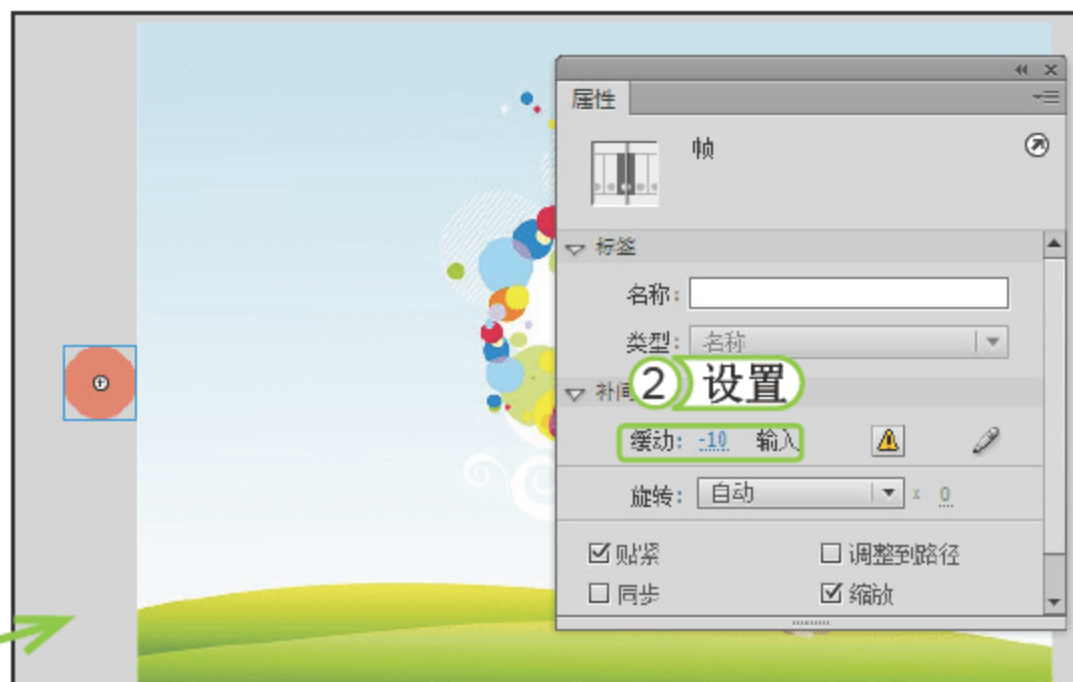 属性
帧
标签
名称:
类型: 名称
补间
② 设置
缓动: -10 输入
旋转: 自动 x 0
贴紧 调整到路径
同步 缩放